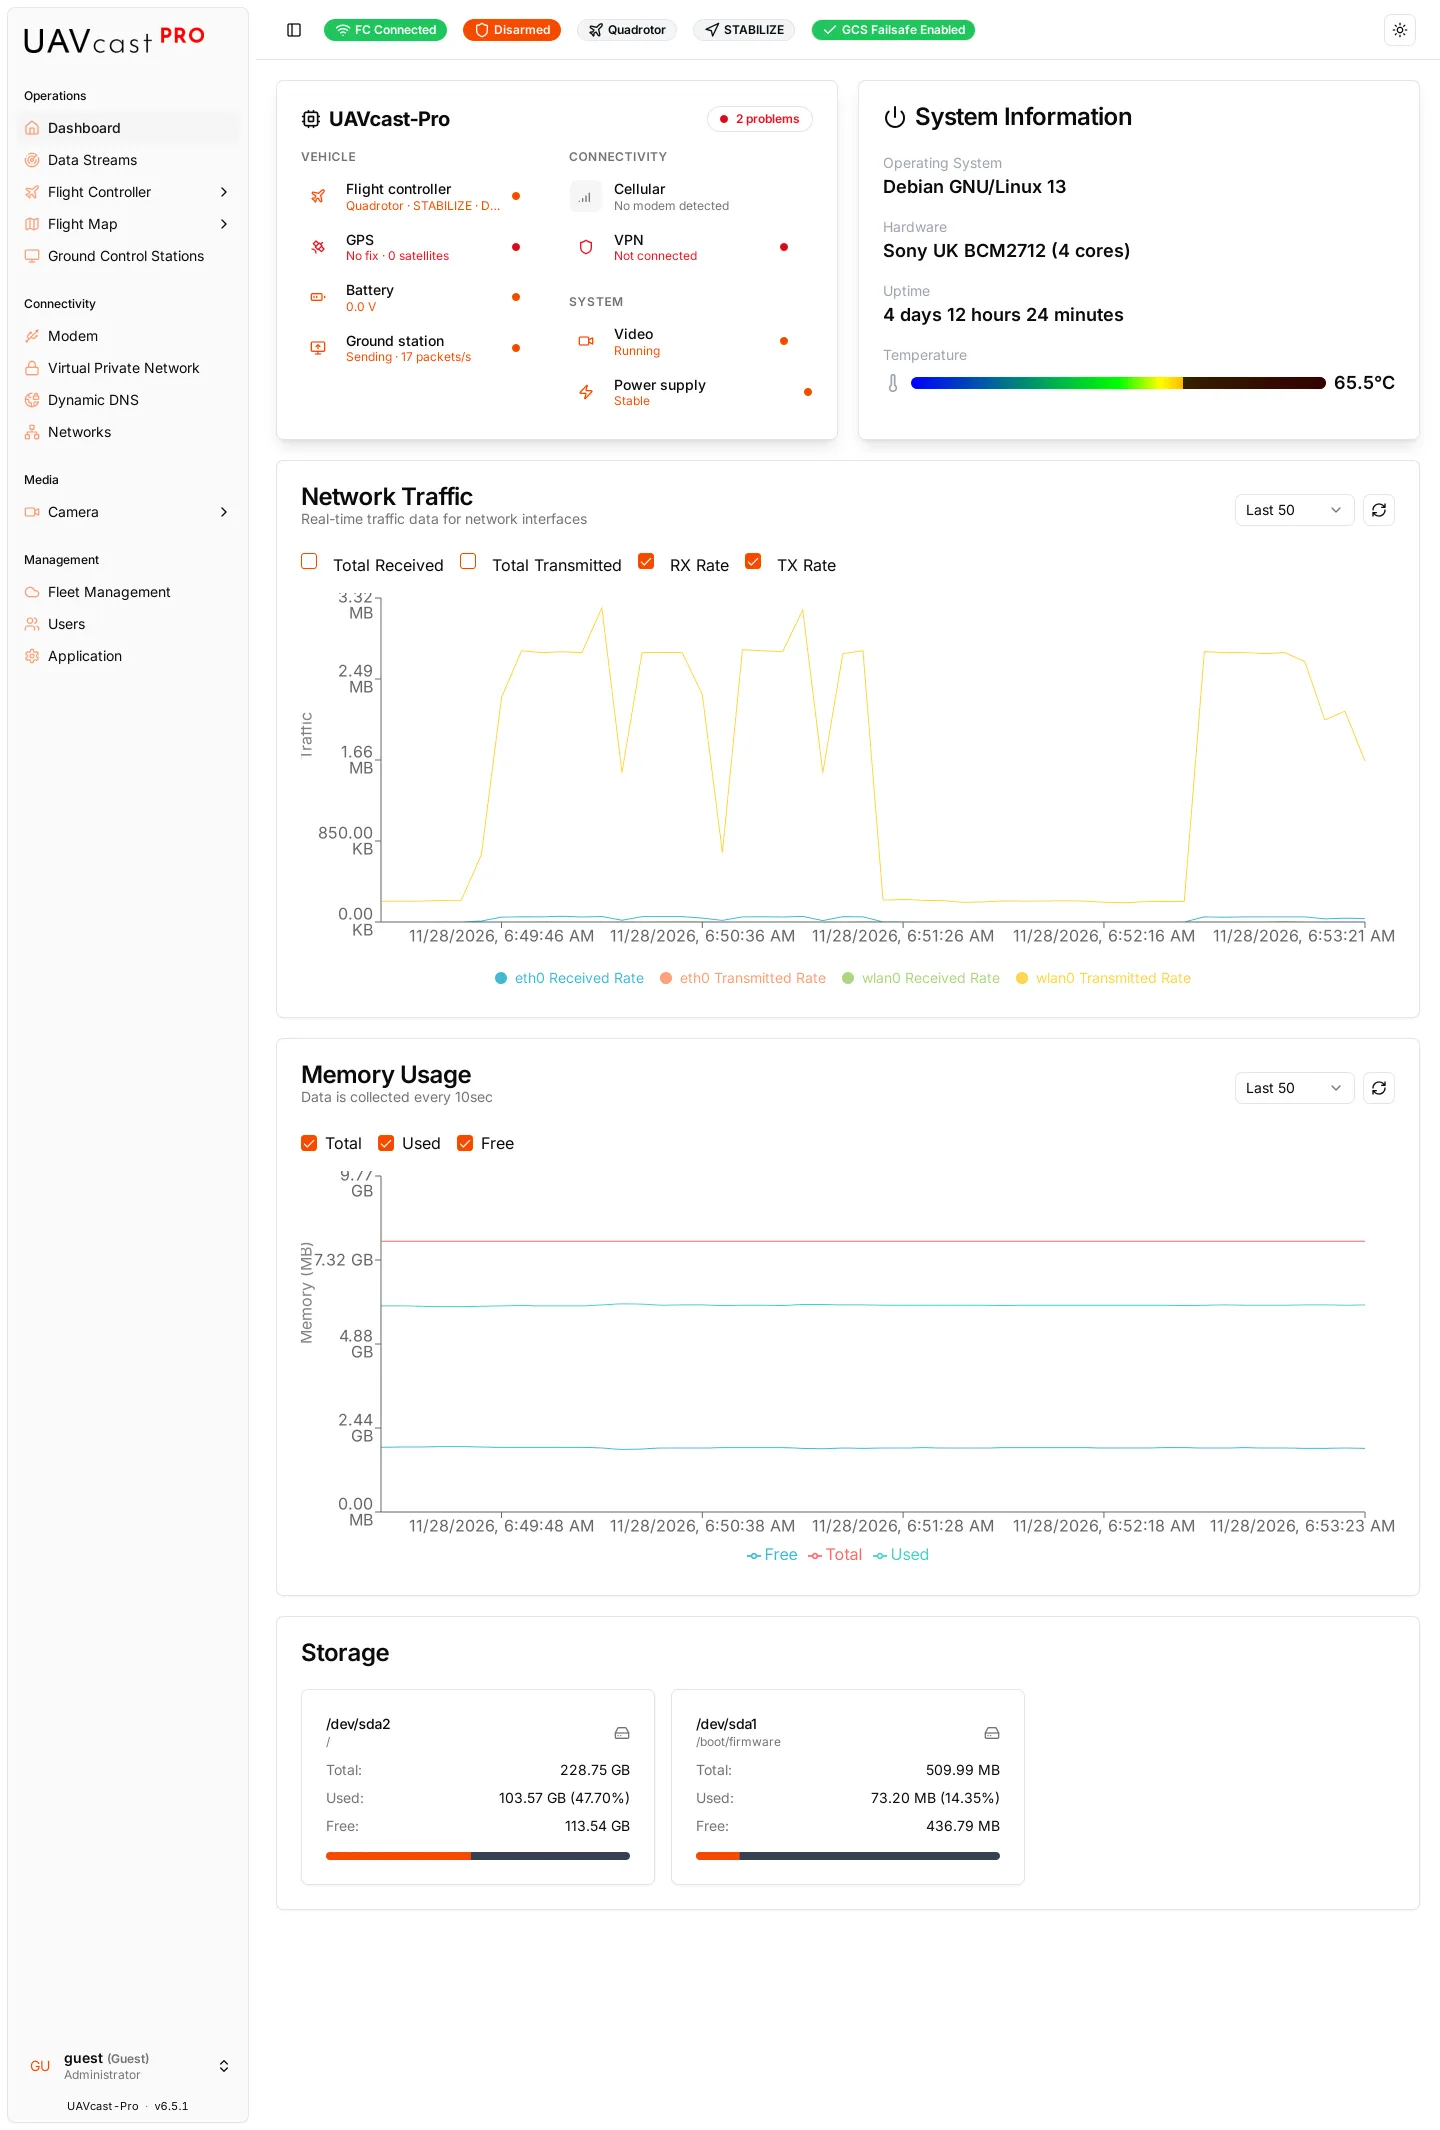 UAVcast PRO
Operations
Dashboard
Data Streams
Flight Controller
Flight Map
Ground Control Stations
Connectivity
Modem
Virtual Private Network
Dynamic DNS
Networks
Media
Camera
Management
Fleet Management
Users
Application
GU
guest (Guest)
Administrator
UAVcast-Pro · v6.5.1
FC Connected
Disarmed
Quadrotor
STABILIZE
GCS Failsafe Enabled
UAVcast-Pro
2 problems
VEHICLE
Flight controller
Quadrotor · STABILIZE · D...
GPS
No fix · 0 satellites
Battery
0.0 V
Ground station
Sending · 17 packets/s
CONNECTIVITY
Cellular
No modem detected
VPN
Not connected
SYSTEM
Video
Running
Power supply
Stable
System Information
Operating System
Debian GNU/Linux 13
Hardware
Sony UK BCM2712 (4 cores)
Uptime
4 days 12 hours 24 minutes
Temperature
65.5°C
Network Traffic
Real-time traffic data for network interfaces
Last 50
Total Received
Total Transmitted
RX Rate
TX Rate
Traffic
3.32
MB
2.49
MB
1.66
MB
850.00
KB
0.00
KB
11/28/2026, 6:49:46 AM
11/28/2026, 6:50:36 AM
11/28/2026, 6:51:26 AM
11/28/2026, 6:52:16 AM
11/28/2026, 6:53:21 AM
eth0 Received Rate
eth0 Transmitted Rate
wlan0 Received Rate
wlan0 Transmitted Rate
Memory Usage
Data is collected every 10sec
Last 50
Total
Used
Free
Memory (MB)
9.77
GB
7.32 GB
4.88
GB
2.44
GB
0.00
MB
11/28/2026, 6:49:48 AM
11/28/2026, 6:50:38 AM
11/28/2026, 6:51:28 AM
11/28/2026, 6:52:18 AM
11/28/2026, 6:53:23 AM
Free
Total
Used
Storage
/dev/sda2
/
Total: 228.75 GB
Used: 103.57 GB (47.70%)
Free: 113.54 GB
/dev/sda1
/boot/firmware
Total: 509.99 MB
Used: 73.20 MB (14.35%)
Free: 436.79 MB